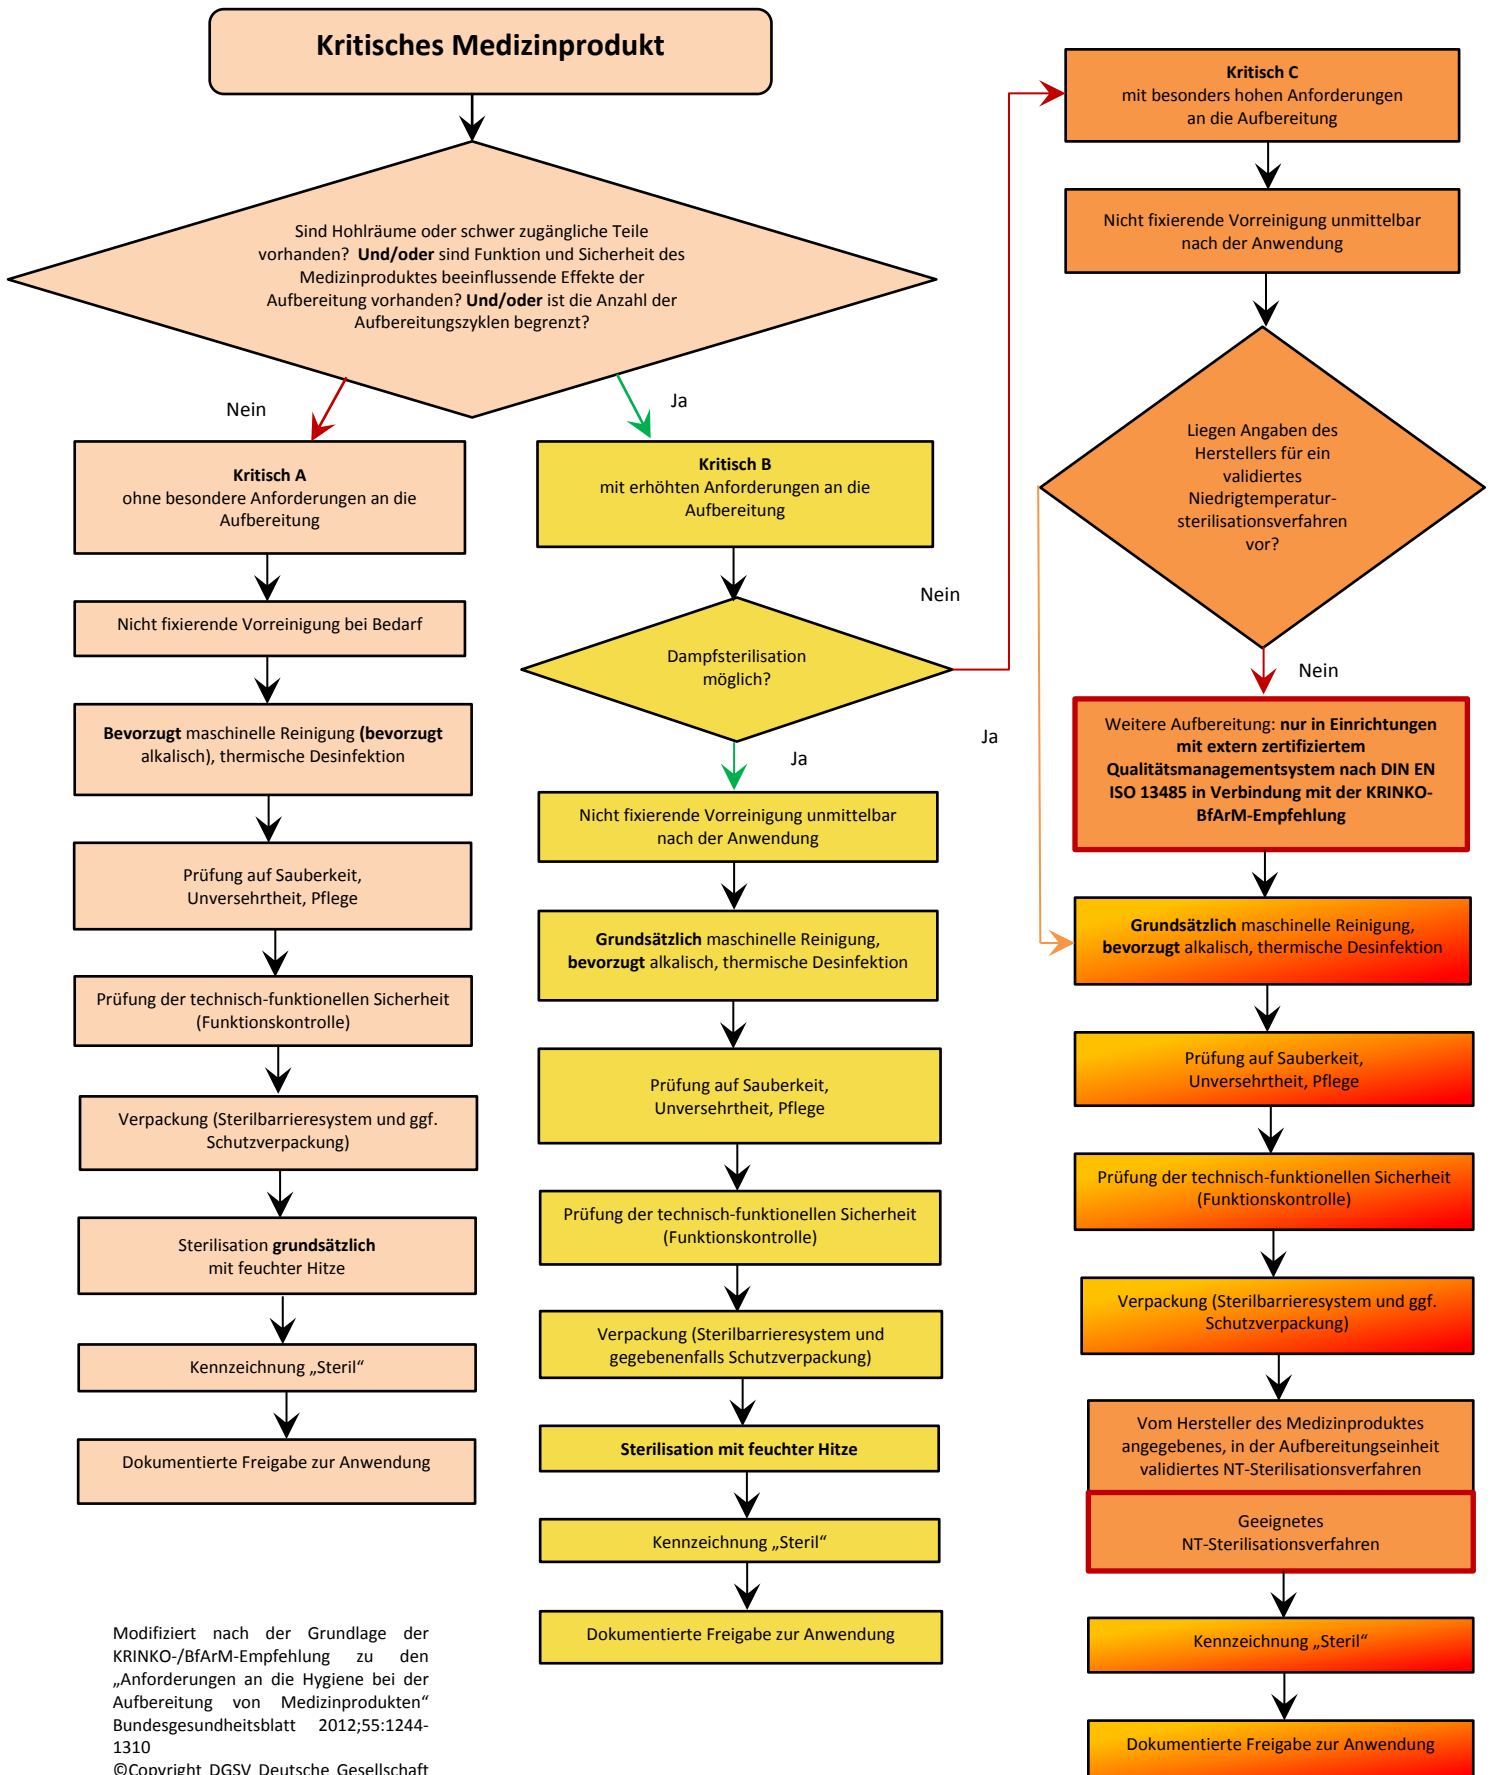 Kritisches Medizinprodukt
Sind Hohlräume oder schwer zugängliche Teile
vorhanden? Und/oder sind Funktion und Sicherheit des
Medizinproduktes beeinflussende Effekte der
Aufbereitung vorhanden? Und/oder ist die Anzahl der
Aufbereitungszyklen begrenzt?
Nein
Ja
Kritisch A
ohne besondere Anforderungen an die
Aufbereitung
Nicht fixierende Vorreinigung bei Bedarf
Bevorzugt maschinelle Reinigung (bevorzugt
alkalisch), thermische Desinfektion
Prüfung auf Sauberkeit,
Unversehrtheit, Pflege
Prüfung der technisch-funktionellen Sicherheit
(Funktionskontrolle)
Verpackung (Sterilbarrieresystem und ggf.
Schutzverpackung)
Sterilisation grundsätzlich
mit feuchter Hitze
Kennzeichnung „Steril“
Dokumentierte Freigabe zur Anwendung
Kritisch B
mit erhöhten Anforderungen an die
Aufbereitung
Dampfsterilisation
möglich?
Nein
Ja
Nicht fixierende Vorreinigung unmittelbar
nach der Anwendung
Grundsätzlich maschinelle Reinigung,
bevorzugt alkalisch, thermische Desinfektion
Prüfung auf Sauberkeit,
Unversehrtheit, Pflege
Prüfung der technisch-funktionellen Sicherheit
(Funktionskontrolle)
Verpackung (Sterilbarrieresystem und
gegebenenfalls Schutzverpackung)
Sterilisation mit feuchter Hitze
Kennzeichnung „Steril“
Dokumentierte Freigabe zur Anwendung
Kritisch C
mit besonders hohen Anforderungen
an die Aufbereitung
Nicht fixierende Vorreinigung unmittelbar
nach der Anwendung
Liegen Angaben des
Herstellers für ein
validiertes
Niedrigtemperatur-
sterilisationsverfahren
vor?
Nein
Ja
Weitere Aufbereitung: nur in Einrichtungen
mit extern zertifiziertem
Qualitätsmanagementsystem nach DIN EN
ISO 13485 in Verbindung mit der KRINKO-
BfArM-Empfehlung
Grundsätzlich maschinelle Reinigung,
bevorzugt alkalisch, thermische Desinfektion
Prüfung auf Sauberkeit,
Unversehrtheit, Pflege
Prüfung der technisch-funktionellen Sicherheit
(Funktionskontrolle)
Verpackung (Sterilbarrieresystem und ggf.
Schutzverpackung)
Vom Hersteller des Medizinproduktes
angegebenes, in der Aufbereitungseinheit
validiertes NT-Sterilisationsverfahren
Geeignetes
NT-Sterilisationsverfahren
Kennzeichnung „Steril“
Dokumentierte Freigabe zur Anwendung
Modifiziert nach der Grundlage der
KRINKO-/BfArM-Empfehlung zu den
„Anforderungen an die Hygiene bei der
Aufbereitung von Medizinprodukten“
Bundesgesundheitsblatt 2012;55:1244-
1310
©Copyright DGSV Deutsche Gesellschaft